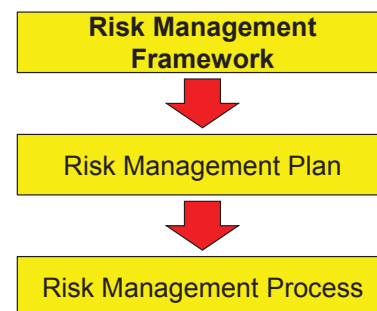 Risk Management
Framework
Risk Management Plan
Risk Management Process